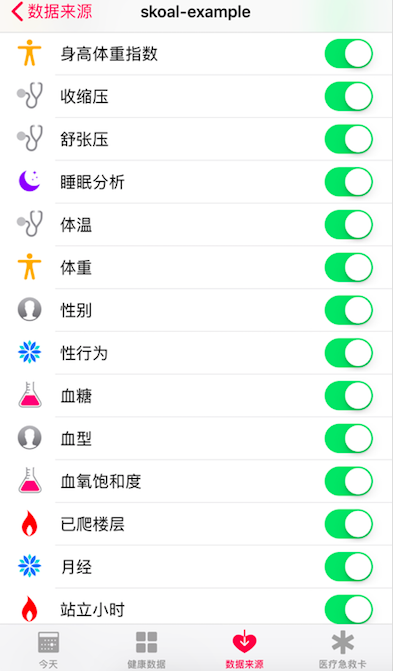 数据来源 skoal-example
身高体重指数
收缩压
舒张压
睡眠分析
体温
体重
性别
性行为
血糖
血型
血氧饱和度
已爬楼层
月经
站立小时
今天 健康数据 数据来源 医疗急救卡